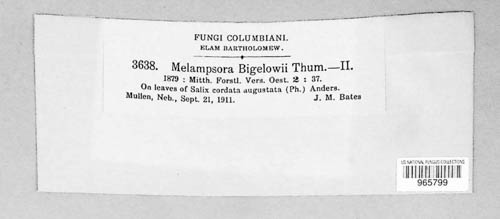 FUNGI COLUMBIANI.
ELAM BARTHOLOMEW.
3638. Melampsora Bigelowii Thum.—II.
1879 : Mitth. Forstl. Vers. Oest. 2 : 37.
On leaves of Salix cordata augustata (Ph.) Anders.
Mullen, Neb., Sept. 21, 1911. J. M. Bates
US NATIONAL FUNGUS COLLECTIONS
965799